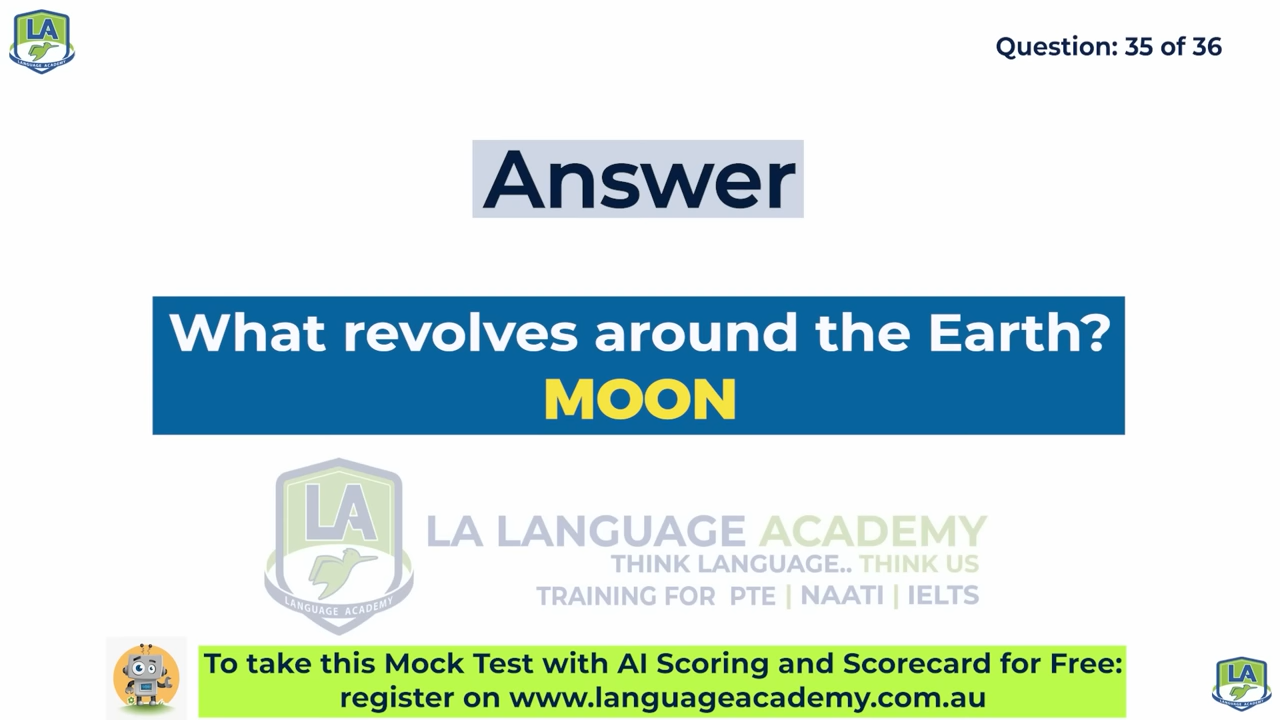 LA
LANGUAGE ACADEMY
Question: 35 of 36
Answer
What revolves around the Earth?
MOON
LA
LANGUAGE ACADEMY
LA LANGUAGE ACADEMY
THINK LANGUAGE.. THINK US
TRAINING FOR PTE | NAATI | IELTS
To take this Mock Test with AI Scoring and Scorecard for Free:
register on www.languageacademy.com.au
LA
LANGUAGE ACADEMY